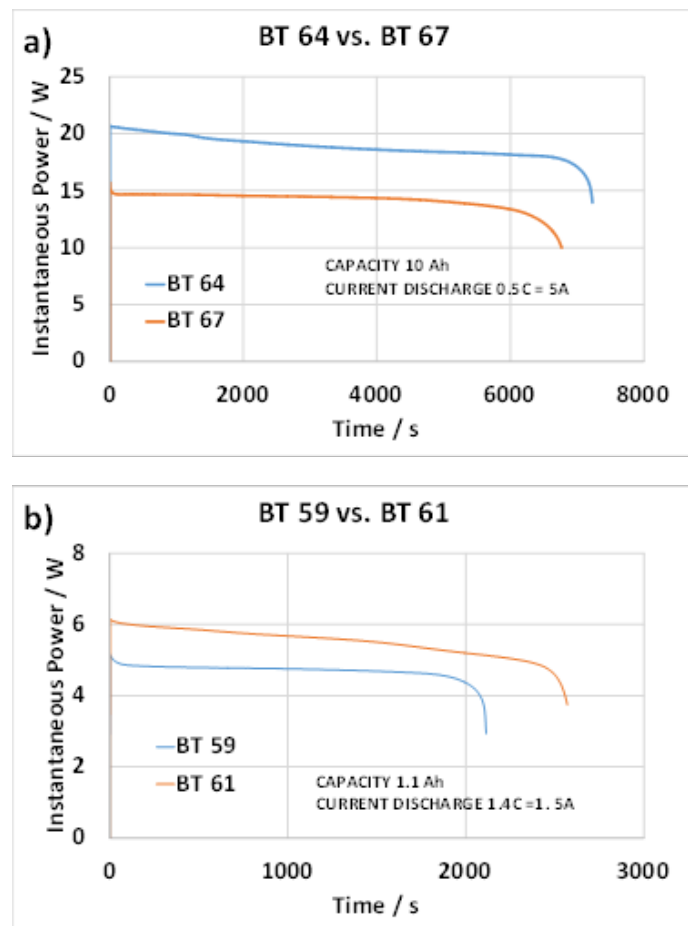 a)
BT 64 vs. BT 67
Instantaneous Power / W
25
20
15
10
5
0
BT 64
BT 67
CAPACITY 10 Ah
CURRENT DISCHARGE 0.5C = 5A
0 2000 4000 6000 8000
Time / s
b)
BT 59 vs. BT 61
Instantaneous Power / W
8
6
4
2
0
BT 59
BT 61
CAPACITY 1.1 Ah
CURRENT DISCHARGE 1.4C =1. 5A
0 1000 2000 3000
Time / s